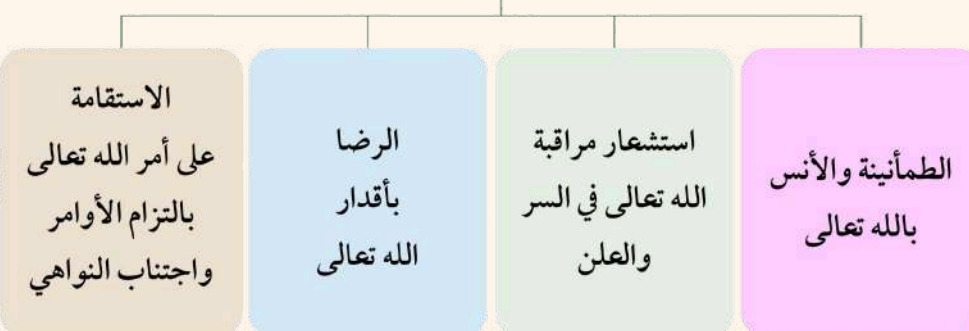 الطمأنينة والأنس
بالله تعالى
استشعار مراقبة
الله تعالى في السر
والعلن
الرضا
بأقدار
الله تعالى
الاستقامة
على أمر الله تعالى
بالتزام الأوامر
واجتناب النواهي